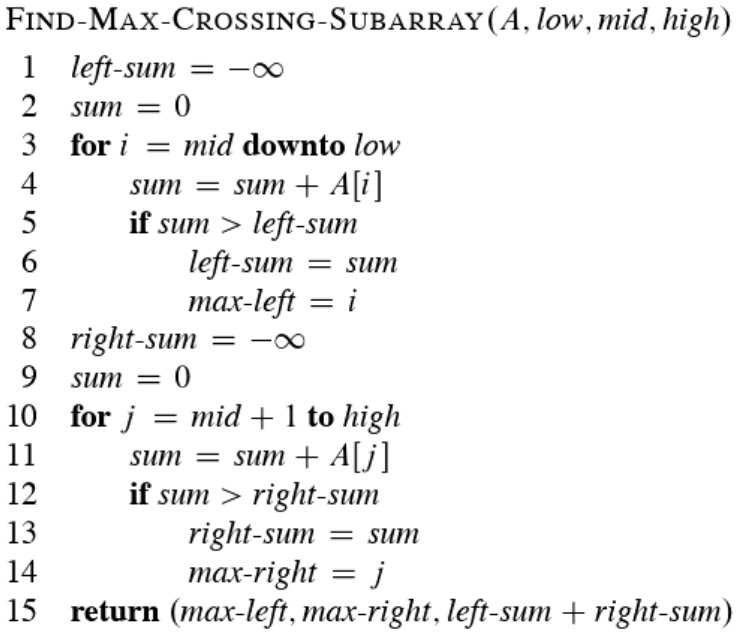 FIND-MAX-CROSSING-SUBARRAY(A, low, mid, high)
1 left-sum = −∞
2 sum = 0
3 for i = mid downto low
4 sum = sum + A[i]
5 if sum > left-sum
6 left-sum = sum
7 max-left = i
8 right-sum = −∞
9 sum = 0
10 for j = mid + 1 to high
11 sum = sum + A[j]
12 if sum > right-sum
13 right-sum = sum
14 max-right = j
15 return (max-left, max-right, left-sum + right-sum)